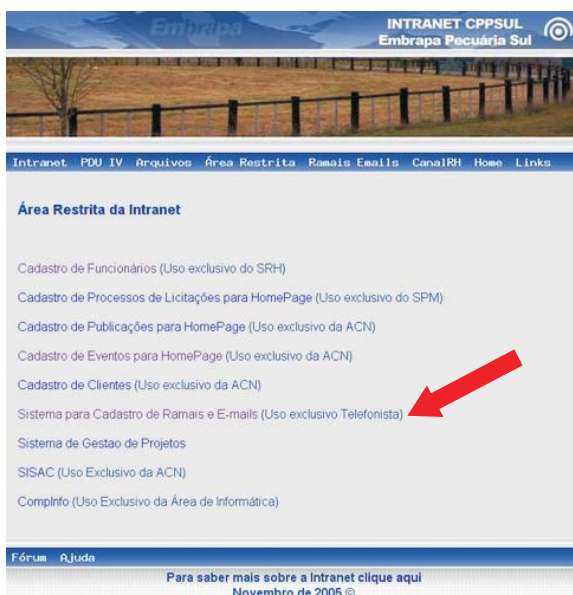 Embrapa
INTRANET CPPSUL
Embrapa Pecuária Sul
Intranet PDU IV Arquivos Área Restrita Ramais Emails CanalRH Home Links
Área Restrita da Intranet
Cadastro de Funcionários (Uso exclusivo do SRH)
Cadastro de Processos de Licitações para HomePage (Uso exclusivo do SPM)
Cadastro de Publicações para HomePage (Uso exclusivo da ACN)
Cadastro de Eventos para HomePage (Uso exclusivo da ACN)
Cadastro de Clientes (Uso exclusivo da ACN)
Sistema para Cadastro de Ramais e E-mails (Uso exclusivo Telefonista)
Sistema de Gestao de Projetos
SISAC (Uso Exclusivo da ACN)
CompInfo (Uso Exclusivo da Área de Informática)
Fórum Ajuda
Para saber mais sobre a Intranet clique aqui
Novembro de 2005 ©